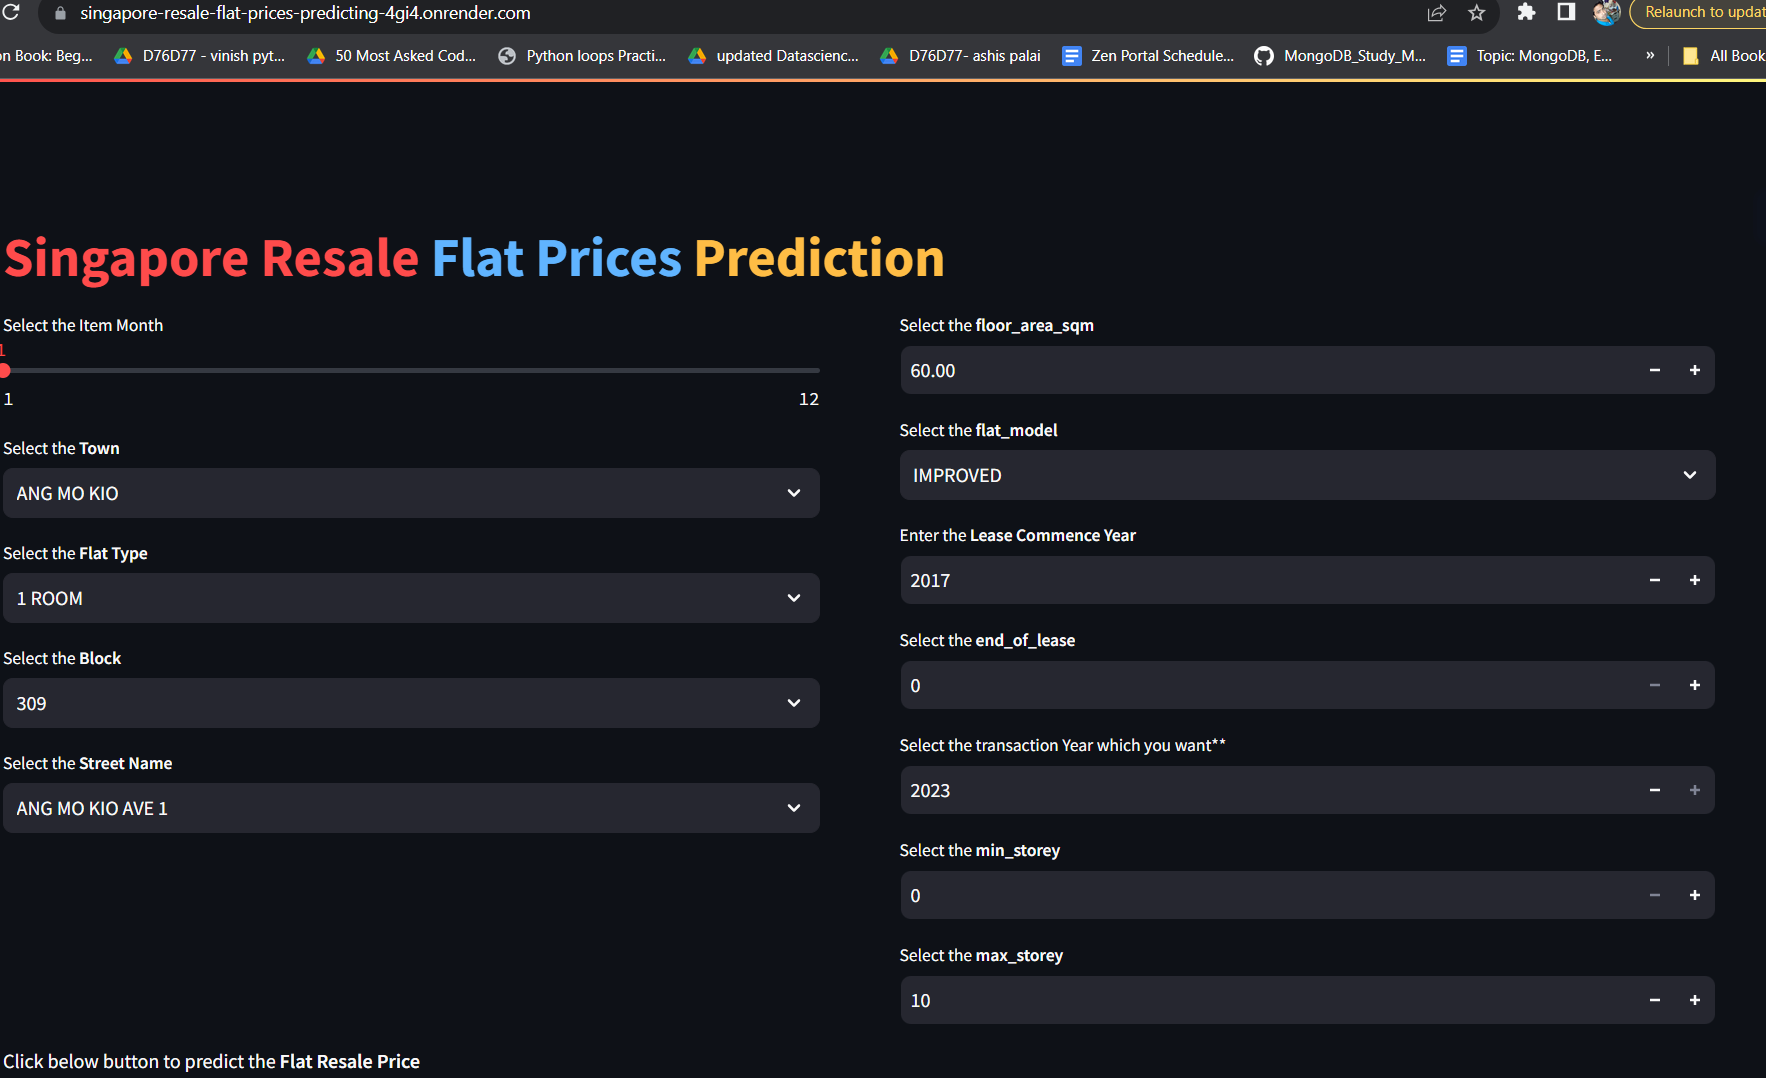 singapore-resale-flat-prices-predicting-4gi4.onrender.com
Relaunch to updat
on Book: Beg... D76D77 - vinish pyt... 50 Most Asked Cod... Python loops Practi... updated Datascienc... D76D77- ashis palai Zen Portal Schedule... MongoDB_Study_M... Topic: MongoDB, E... » All Book
Singapore Resale Flat Prices Prediction
Select the Item Month
1
1 12
Select the Town
ANG MO KIO
Select the Flat Type
1 ROOM
Select the Block
309
Select the Street Name
ANG MO KIO AVE 1
Select the floor_area_sqm
60.00
Select the flat_model
IMPROVED
Enter the Lease Commence Year
2017
Select the end_of_lease
0
Select the transaction Year which you want**
2023
Select the min_storey
0
Select the max_storey
10
Click below button to predict the Flat Resale Price